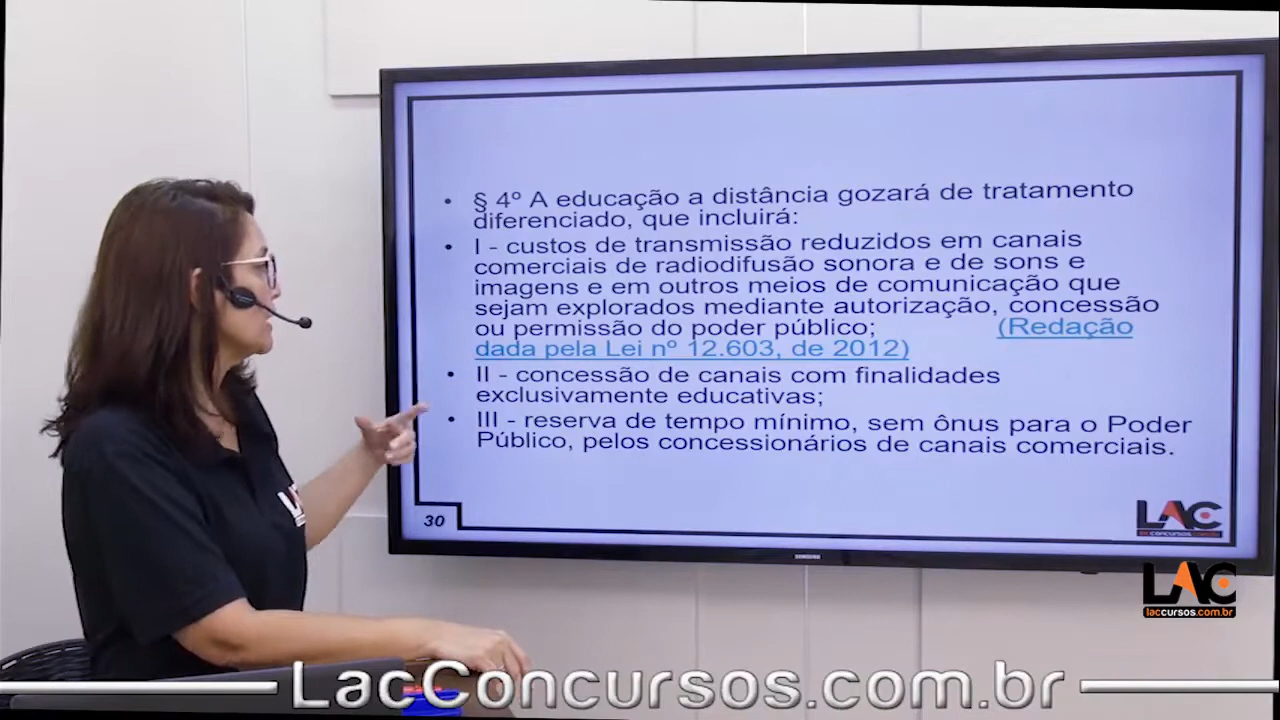 • § 4º A educação a distância gozará de tratamento
diferenciado, que incluirá:
• I - custos de transmissão reduzidos em canais
comerciais de radiodifusão sonora e de sons e
imagens e em outros meios de comunicação que
sejam explorados mediante autorização, concessão
ou permissão do poder público; (Redação
dada pela Lei nº 12.603, de 2012)
• II - concessão de canais com finalidades
exclusivamente educativas;
• III - reserva de tempo mínimo, sem ônus para o Poder
Público, pelos concessionários de canais comerciais.
30
LAC
lacconcursos.com.br
SAMSUNG
LAC
laccursos.com.br
LacConcursos.com.br